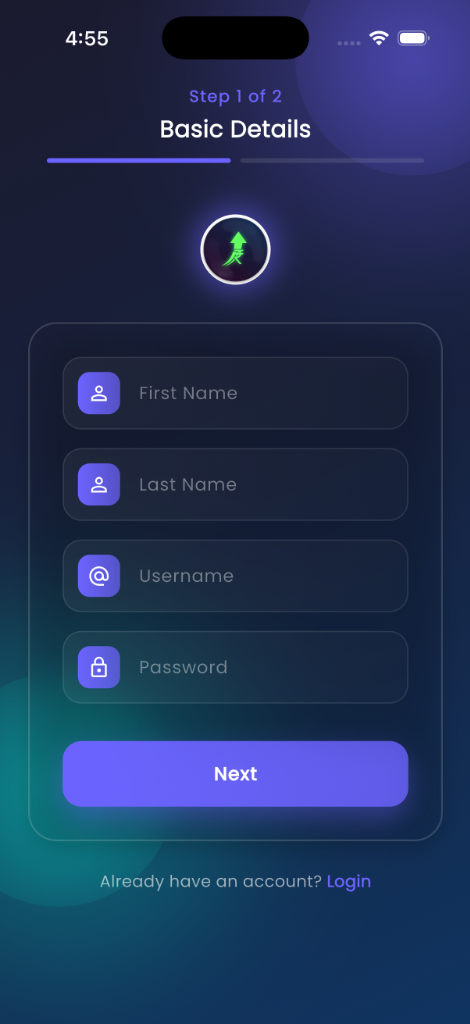 4:55
Step 1 of 2
Basic Details
First Name
Last Name
Username
Password
Next
Already have an account? Login